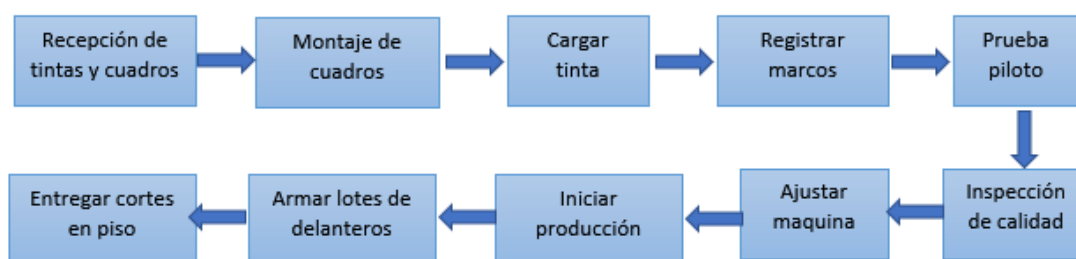 Recepción de
tintas y cuadros
Montaje de
cuadros
Cargar
tinta
Registrar
marcos
Prueba
piloto
Inspección
de calidad
Ajustar
maquina
Iniciar
producción
Armar lotes de
delanteros
Entregar cortes
en piso